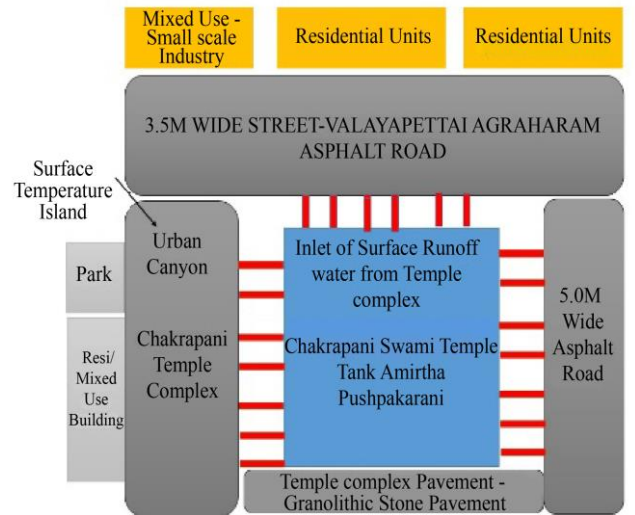 Mixed Use -
Small scale
Industry
Residential Units
Residential Units
3.5M WIDE STREET-VALAYAPETTAI AGRAHARAM
ASPHALT ROAD
Surface
Temperature
Island
Urban
Canyon
Chakrapani
Temple
Complex
Park
Resi/
Mixed
Use
Building
Inlet of Surface Runoff
water from Temple
complex
Chakrapani Swami Temple
Tank Amirtha
Pushpakarani
5.0M
Wide
Asphalt
Road
Temple complex Pavement -
Granolithic Stone Pavement